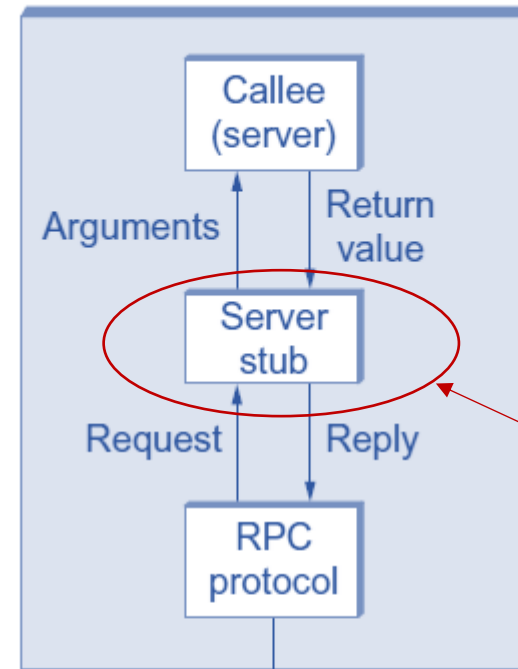 Callee
(server)
Arguments
Return
value
Server
stub
Request
Reply
RPC
protocol